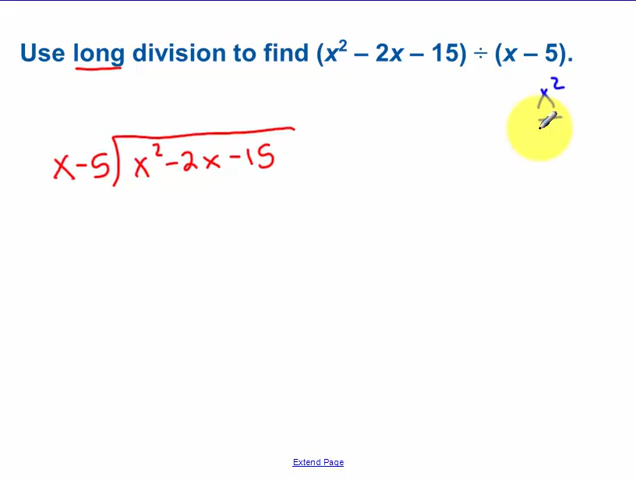 Use long division to find (x² – 2x – 15) ÷ (x – 5).
x²
x-5)x²-2x-15
Extend Page